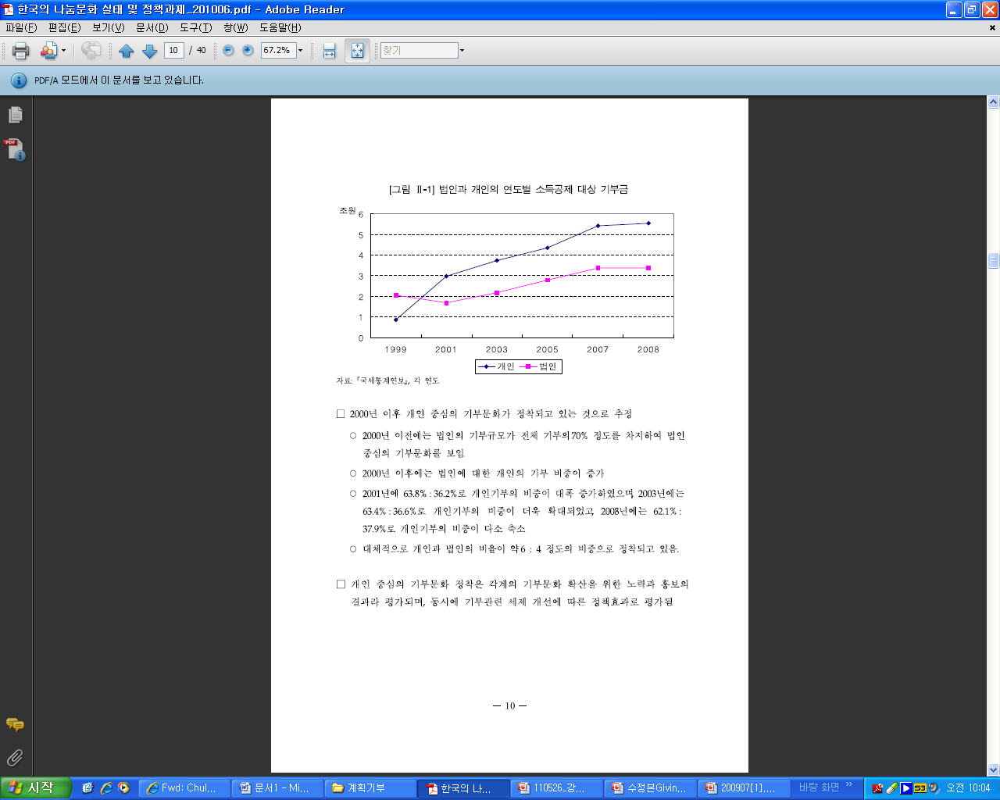 한국의 나눔문화 실태 및 정책과제_201006.pdf - Adobe Reader
파일(F) 편집(E) 보기(V) 문서(D) 도구(T) 창(W) 도움말(H)
10 / 40 67.2% 찾기
PDF/A 모드에서 이 문서를 보고 있습니다.
[그림 Ⅱ-1] 법인과 개인의 연도별 소득공제 대상 기부금
조원
6
5
4
3
2
1
0
1999 2001 2003 2005 2007 2008
개인 법인
자료: 『국세통계연보』, 각 연도
□ 2000년 이후 개인 중심의 기부문화가 정착되고 있는 것으로 추정
○ 2000년 이전에는 법인의 기부규모가 전체 기부의70% 정도를 차지하여 법인
중심의 기부문화를 보임
○ 2000년 이후에는 법인에 대한 개인의 기부 비중이 증가
○ 2001년에 63.8% : 36.2%로 개인기부의 비중이 대폭 증가하였으며, 2003년에는
63.4% : 36.6%로 개인기부의 비중이 더욱 확대되었고, 2008년에는 62.1% :
37.9%로 개인기부의 비중이 다소 축소
○ 대체적으로 개인과 법인의 비율이 약6 : 4 정도의 비중으로 정착되고 있음.
□ 개인 중심의 기부문화 정착은 각계의 기부문화 확산을 위한 노력과 홍보의
결과라 평가되며, 동시에 기부관련 세제 개선에 따른 정책효과로 평가됨
─ 10 ─
시작 Fwd: Chul... 문서1 - Mi... 계획기부 한국의 나... 110526_강... 수정본Givin... 200907[1],... 바탕 화면 » 오전 10:04